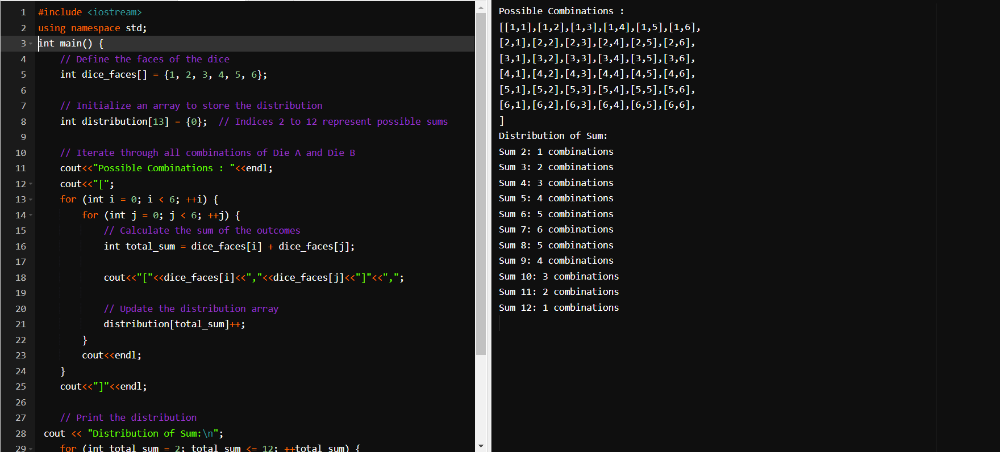 1 #include <iostream>
2 using namespace std;
3 int main() {
4 // Define the faces of the dice
5 int dice_faces[] = {1, 2, 3, 4, 5, 6};
6
7 // Initialize an array to store the distribution
8 int distribution[13] = {0};  // Indices 2 to 12 represent possible sums
9
10 // Iterate through all combinations of Die A and Die B
11 cout<<"Possible Combinations : "<<endl;
12 cout<<"[";
13 for (int i = 0; i < 6; ++i) {
14 for (int j = 0; j < 6; ++j) {
15 // Calculate the sum of the outcomes
16 int total_sum = dice_faces[i] + dice_faces[j];
17
18 cout<<"["<<dice_faces[i]<<","<<dice_faces[j]<<"]"<<",";
19
20 // Update the distribution array
21 distribution[total_sum]++;
22 }
23 cout<<endl;
24 }
25 cout<<"]"<<endl;
26
27 // Print the distribution
28 cout << "Distribution of Sum:\n";
29 for (int total_sum = 2; total_sum <= 12; ++total_sum) {
Possible Combinations :
[[1,1],[1,2],[1,3],[1,4],[1,5],[1,6],
[2,1],[2,2],[2,3],[2,4],[2,5],[2,6],
[3,1],[3,2],[3,3],[3,4],[3,5],[3,6],
[4,1],[4,2],[4,3],[4,4],[4,5],[4,6],
[5,1],[5,2],[5,3],[5,4],[5,5],[5,6],
[6,1],[6,2],[6,3],[6,4],[6,5],[6,6],
]
Distribution of Sum:
Sum 2: 1 combinations
Sum 3: 2 combinations
Sum 4: 3 combinations
Sum 5: 4 combinations
Sum 6: 5 combinations
Sum 7: 6 combinations
Sum 8: 5 combinations
Sum 9: 4 combinations
Sum 10: 3 combinations
Sum 11: 2 combinations
Sum 12: 1 combinations